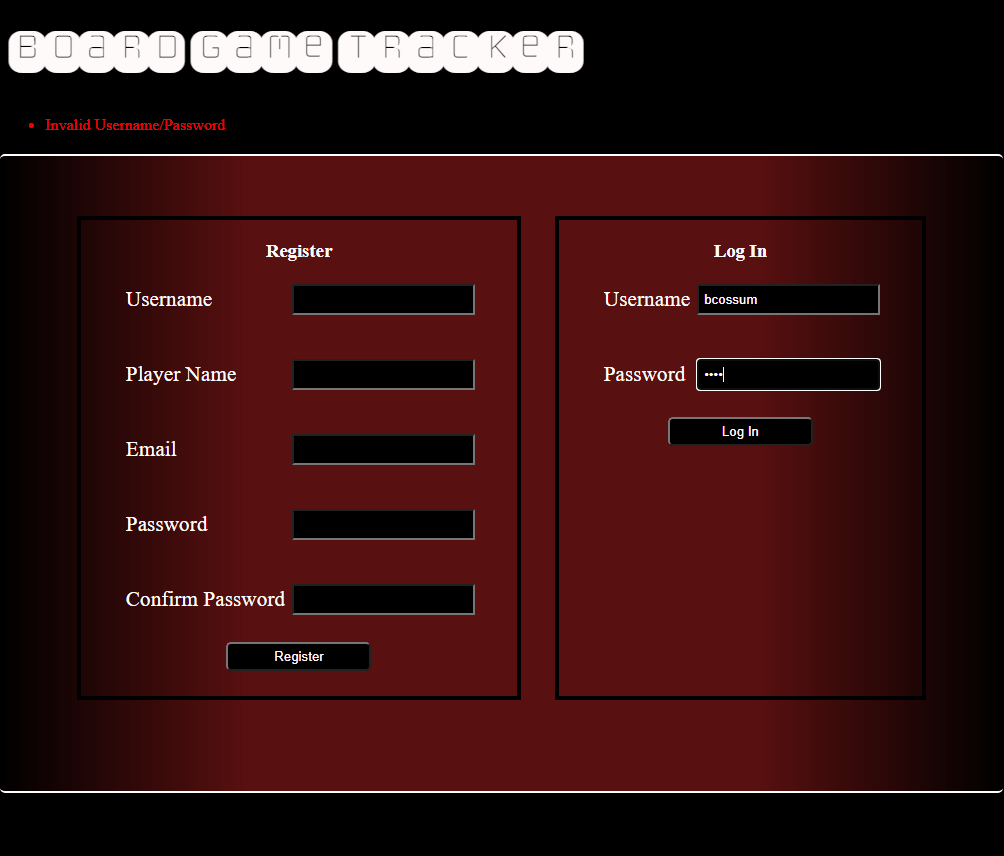 BoaRD Game TRaCKeR
Invalid Username/Password
Register
Username
Player Name
Email
Password
Confirm Password
Register
Log In
Username bcossum
Password ••••
Log In